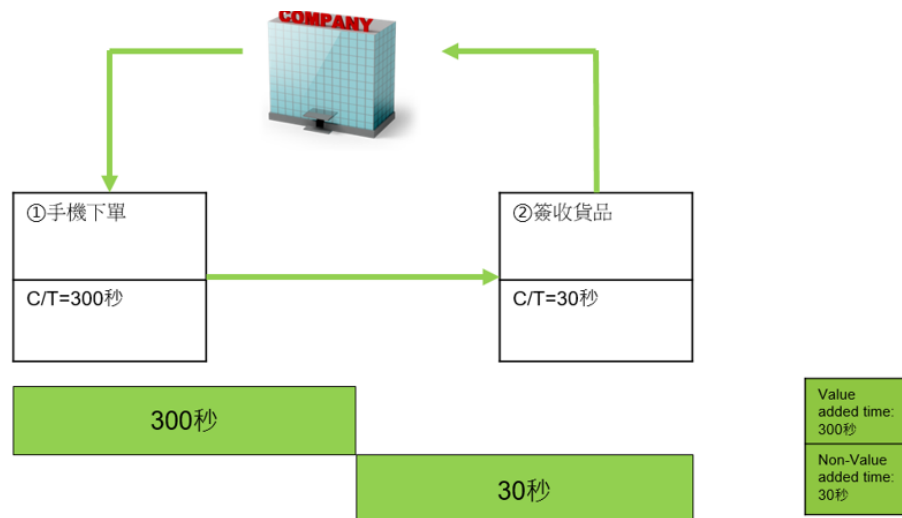 COMPANY
①手機下單
②簽收貨品
C/T=300秒
C/T=30秒
300秒
30秒
Value
added time:
300秒
Non-Value
added time:
30秒